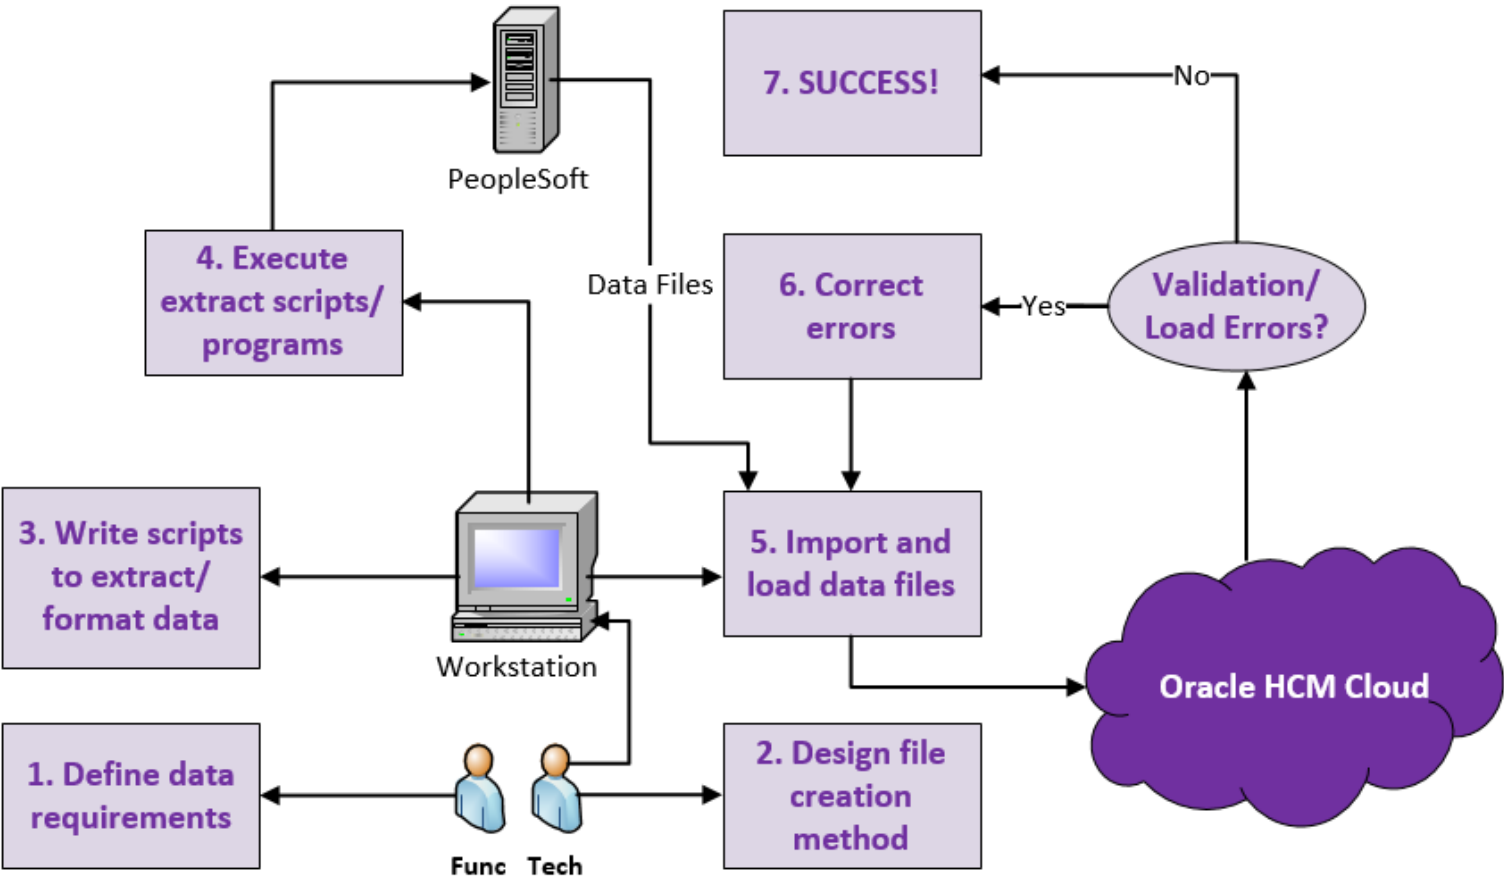 7. SUCCESS!
No
PeopleSoft
4. Execute
extract scripts/
programs
Data Files
6. Correct
errors
Yes
Validation/
Load Errors?
3. Write scripts
to extract/
format data
Workstation
5. Import and
load data files
Oracle HCM Cloud
1. Define data
requirements
Func Tech
2. Design file
creation
method